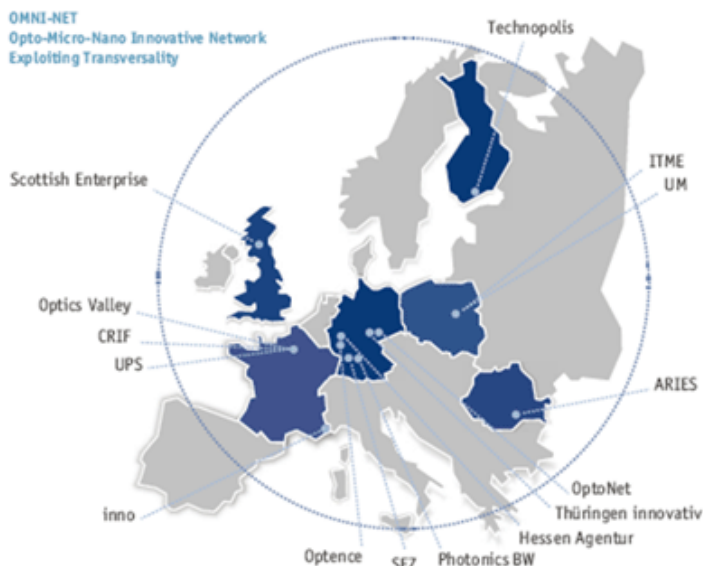 OMNI-NET
Opto-Micro-Nano Innovative Network
Exploiting Transversality
Technopolis
ITME
UM
Scottish Enterprise
Optics Valley
CRIF
UPS
ARIES
OptoNet
Thüringen innovativ
inno
Hessen Agentur
Optence
SEZ
Photonics BW